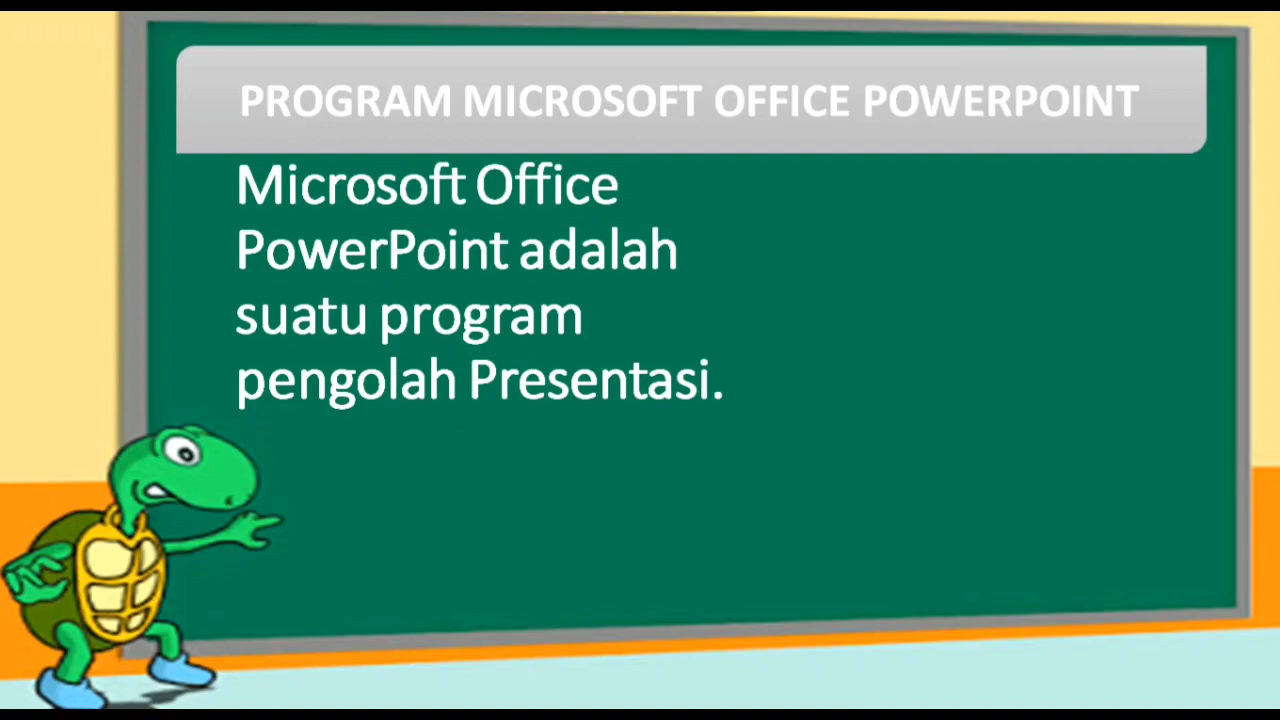 PROGRAM MICROSOFT OFFICE POWERPOINT
Microsoft Office
PowerPoint adalah
suatu program
pengolah Presentasi.